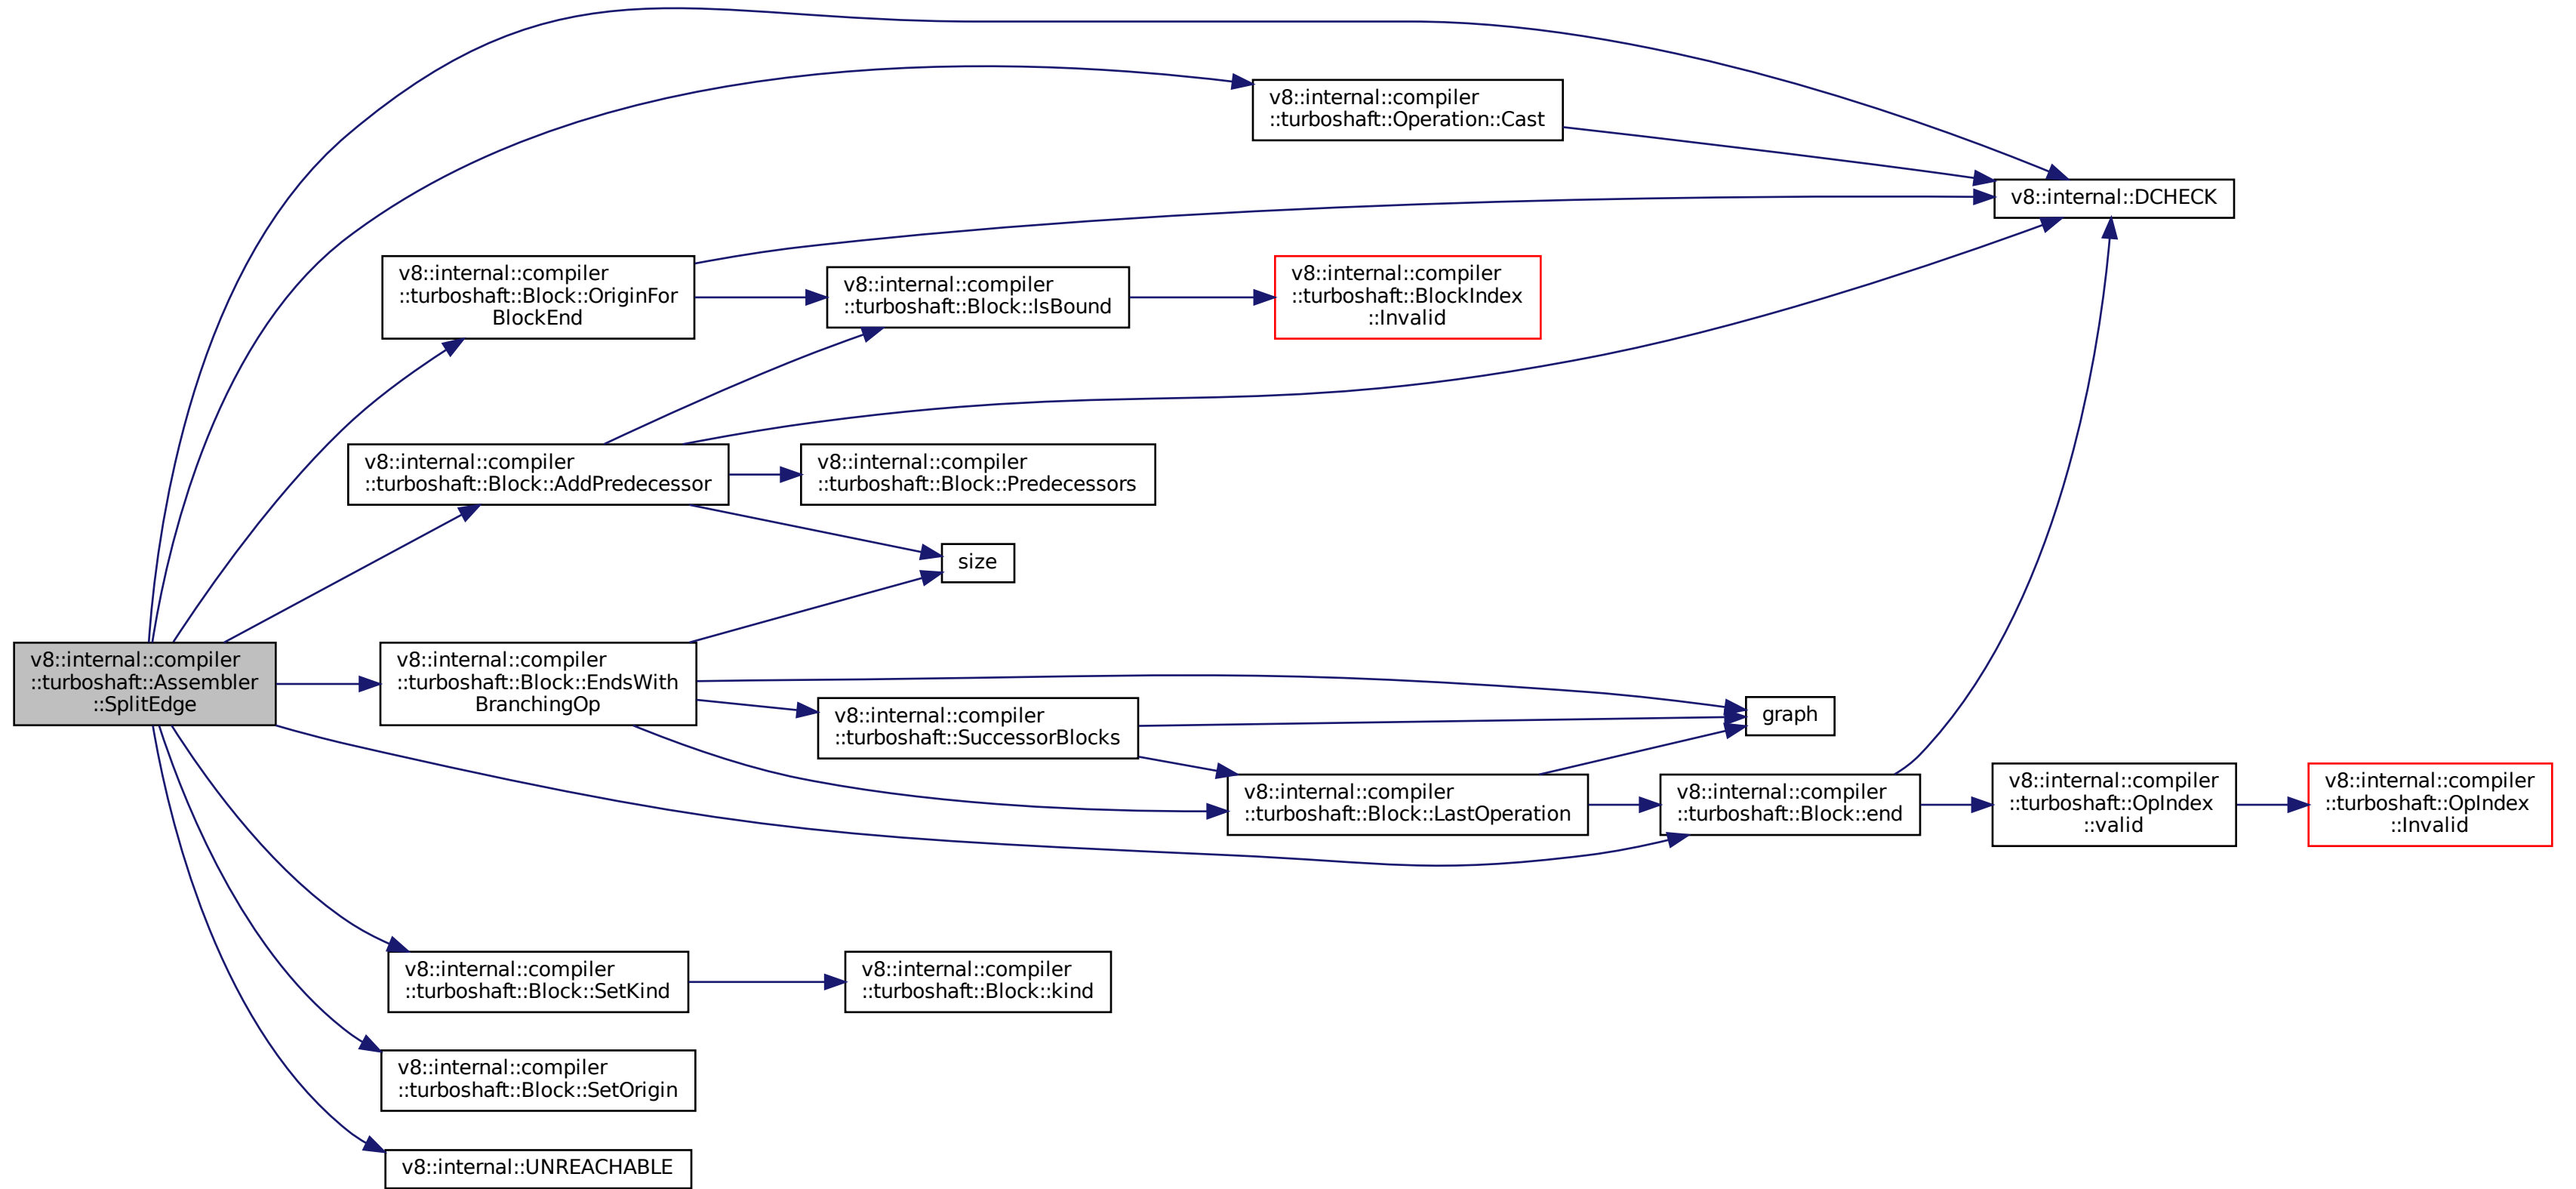 v8::internal::compiler
::turboshaft::Assembler
::SplitEdge
v8::internal::compiler
::turboshaft::Operation::Cast
v8::internal::DCHECK
v8::internal::compiler
::turboshaft::Block::OriginFor
BlockEnd
v8::internal::compiler
::turboshaft::Block::IsBound
v8::internal::compiler
::turboshaft::BlockIndex
::Invalid
v8::internal::compiler
::turboshaft::Block::AddPredecessor
v8::internal::compiler
::turboshaft::Block::Predecessors
size
v8::internal::compiler
::turboshaft::Block::EndsWith
BranchingOp
v8::internal::compiler
::turboshaft::SuccessorBlocks
graph
v8::internal::compiler
::turboshaft::Block::LastOperation
v8::internal::compiler
::turboshaft::Block::end
v8::internal::compiler
::turboshaft::OpIndex
::valid
v8::internal::compiler
::turboshaft::OpIndex
::Invalid
v8::internal::compiler
::turboshaft::Block::SetKind
v8::internal::compiler
::turboshaft::Block::kind
v8::internal::compiler
::turboshaft::Block::SetOrigin
v8::internal::UNREACHABLE